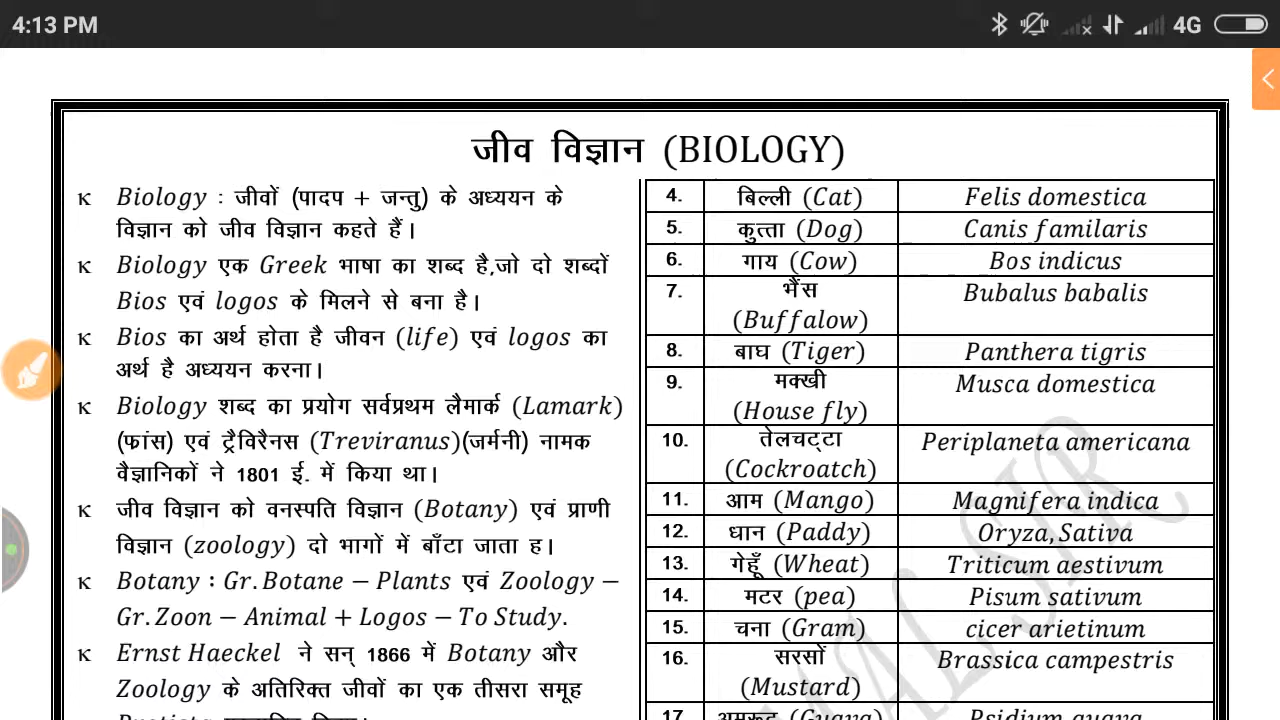 4:13 PM
4G
जीव विज्ञान (BIOLOGY)
κ Biology : जीवों (पादप + जन्तु) के अध्ययन के
विज्ञान को जीव विज्ञान कहते हैं।
κ Biology एक Greek भाषा का शब्द है,जो दो शब्दों
Bios एवं logos के मिलने से बना है।
κ Bios का अर्थ होता है जीवन (life) एवं logos का
अर्थ है अध्ययन करना।
κ Biology शब्द का प्रयोग सर्वप्रथम लैमार्क (Lamark)
(फांस) एवं ट्रैविरैनस (Treviranus)(जर्मनी) नामक
वैज्ञानिकों ने 1801 ई. में किया था।
κ जीव विज्ञान को वनस्पति विज्ञान (Botany) एवं प्राणी
विज्ञान (zoology) दो भागों में बाँटा जाता ह।
κ Botany : Gr. Botane – Plants एवं Zoology –
Gr. Zoon – Animal + Logos – To Study.
κ Ernst Haeckel ने सन् 1866 में Botany और
Zoology के अतिरिक्त जीवों का एक तीसरा समूह
4. बिल्ली (Cat) Felis domestica
5. कुत्ता (Dog) Canis familaris
6. गाय (Cow) Bos indicus
7. भैंस Bubalus babalis
(Buffalow)
8. बाघ (Tiger) Panthera tigris
9. मक्खी Musca domestica
(House fly)
10. तेलचट्टा Periplaneta americana
(Cockroatch)
11. आम (Mango) Magnifera indica
12. धान (Paddy) Oryza,Sativa
13. गेहूँ (Wheat) Triticum aestivum
14. मटर (pea) Pisum sativum
15. चना (Gram) cicer arietinum
16. सरसों Brassica campestris
(Mustard)
17. अमरूद (Guava) Psidium guava